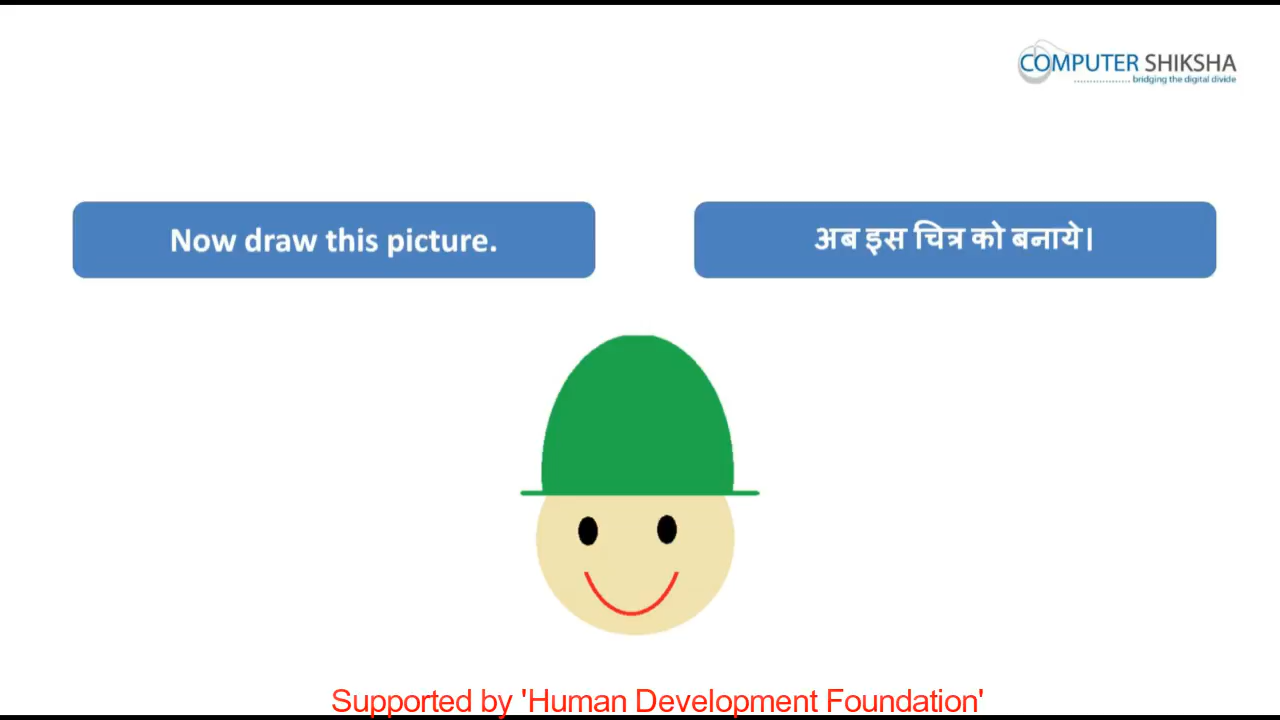 COMPUTER SHIKSHA
bridging the digital divide
Now draw this picture.
अब इस चित्र को बनाये।
Supported by 'Human Development Foundation'